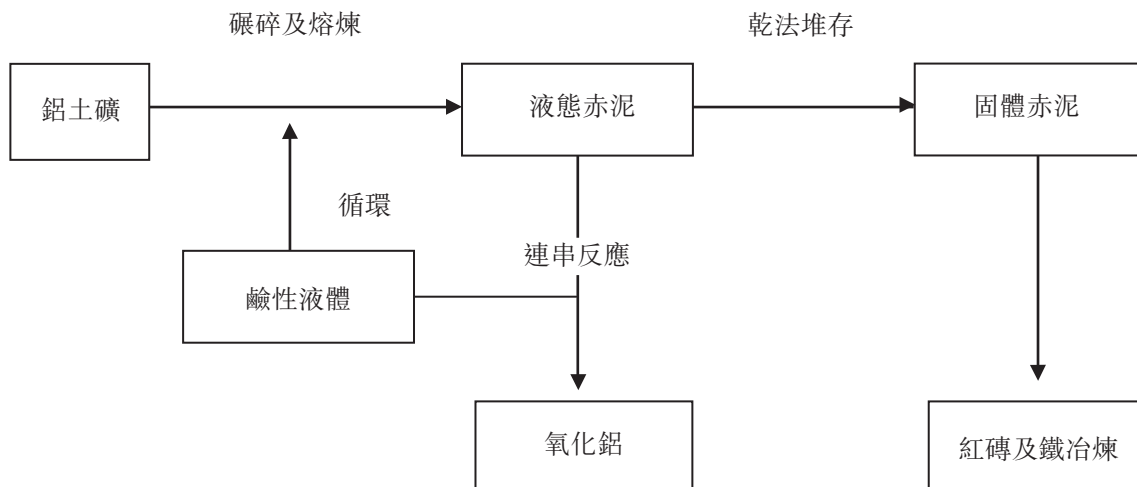 碾碎及熔煉
乾法堆存
鋁土礦
液態赤泥
固體赤泥
循環
連串反應
鹼性液體
氧化鋁
紅磚及鐵冶煉